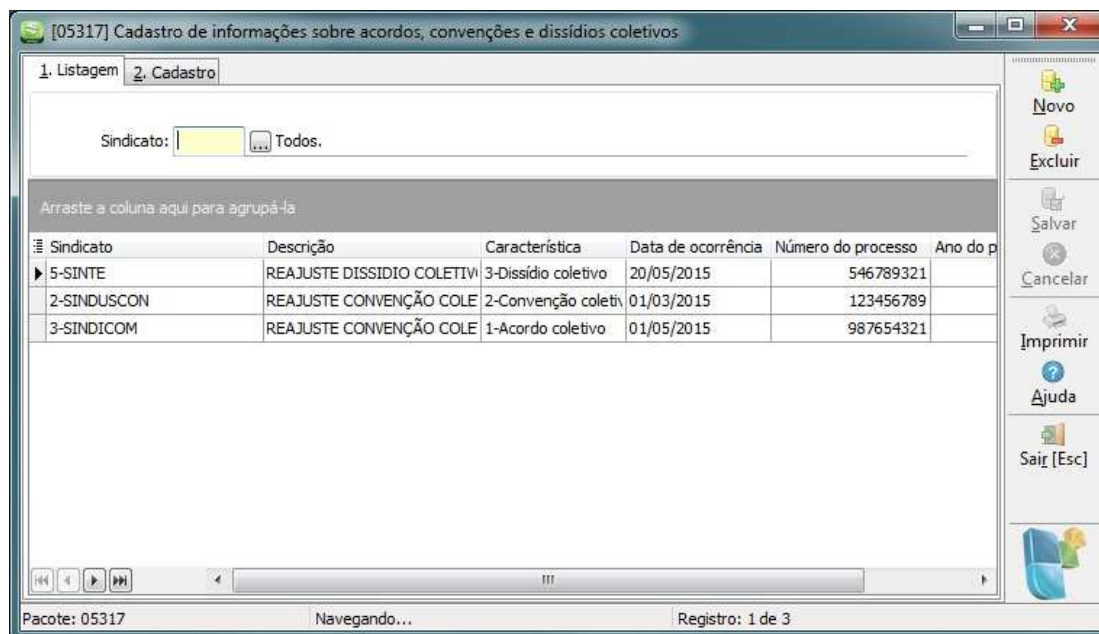 [05317] Cadastro de informações sobre acordos, convenções e dissídios coletivos
1. Listagem 2. Cadastro
Sindicato: ... Todos.
Arraste a coluna aqui para agrupá-la
Sindicato Descrição Característica Data de ocorrência Número do processo Ano do p
5-SINTE REAJUSTE DISSIDIO COLETIV 3-Dissídio coletivo 20/05/2015 546789321
2-SINDUSCON REAJUSTE CONVENÇÃO COLE 2-Convenção coletiv 01/03/2015 123456789
3-SINDICOM REAJUSTE CONVENÇÃO COLE 1-Acordo coletivo 01/05/2015 987654321
Novo
Excluir
Salvar
Cancelar
Imprimir
Ajuda
Sair [Esc]
Pacote: 05317 Navegando... Registro: 1 de 3